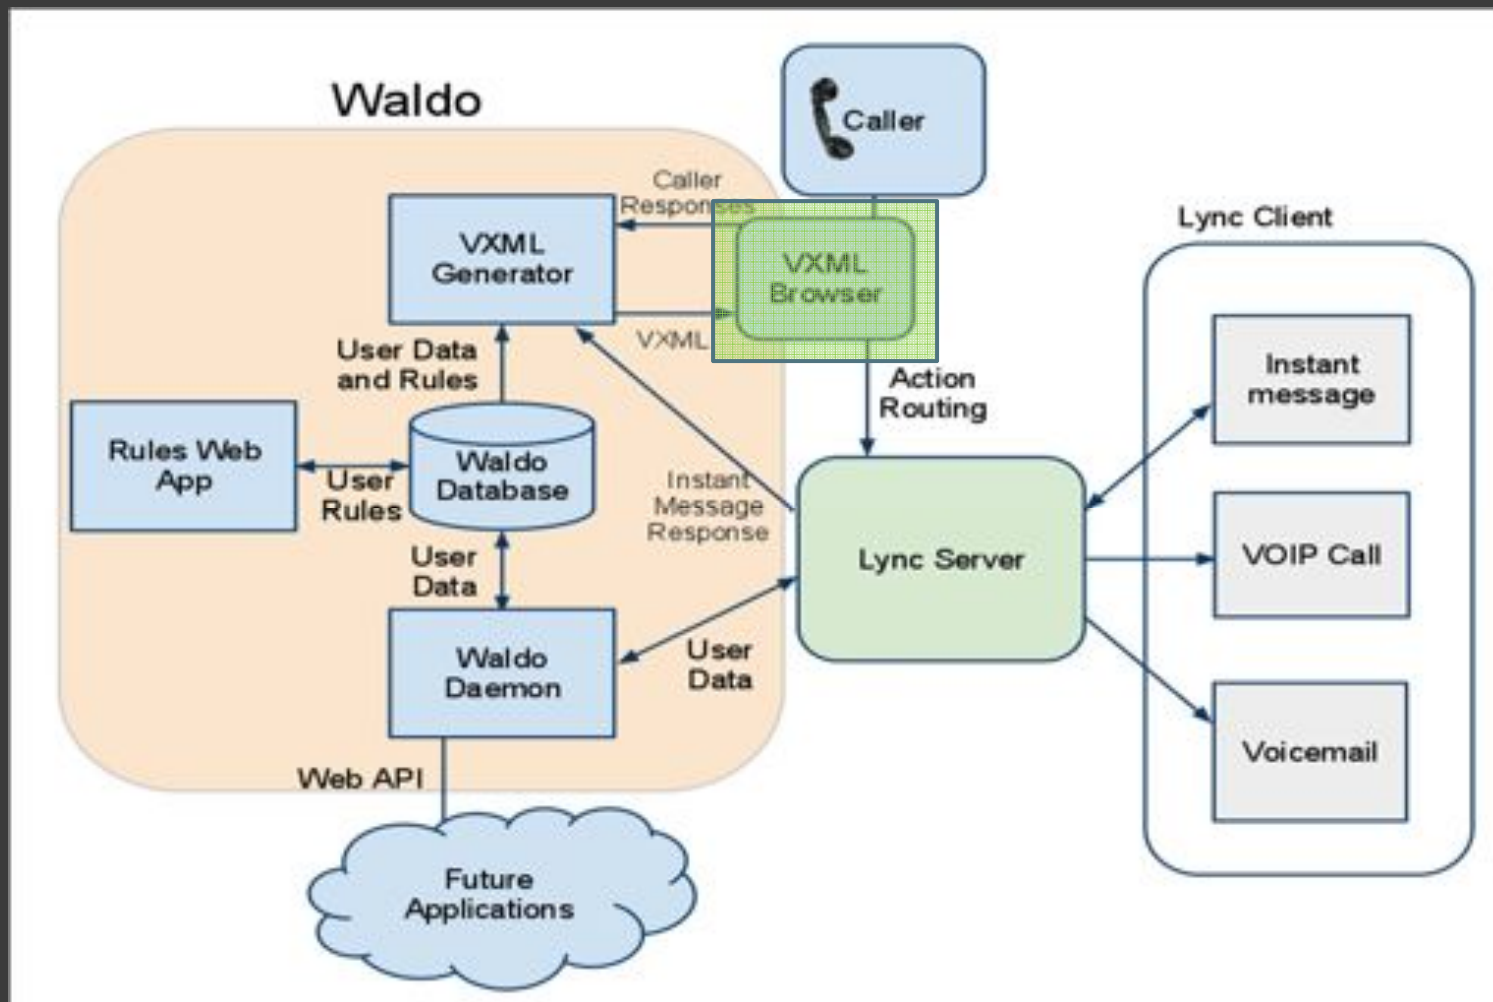 Waldo
Caller
Caller
Responses
VXML
Generator
VXML
Browser
Lync Client
VXML
User Data
and Rules
Action
Routing
Instant
message
Rules Web
App
User
Rules
Waldo
Database
Instant
Message
Response
Lync Server
VOIP Call
User
Data
Waldo
Daemon
User
Data
Voicemail
Web API
Future
Applications